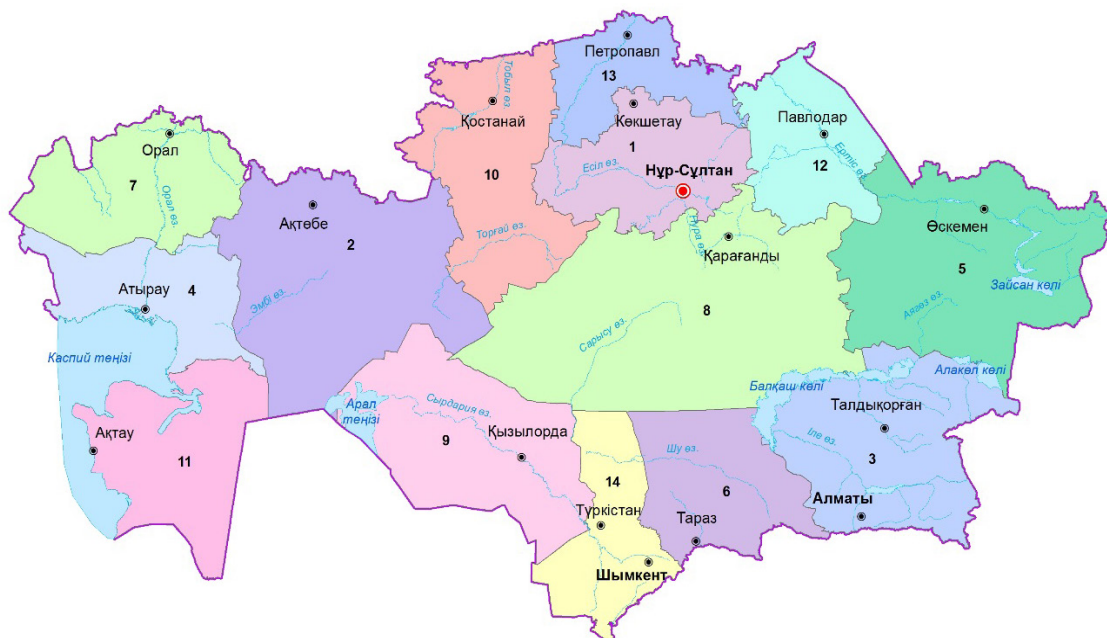 Петропавл
13
Тобыл өз.
Қостанай
Көкшетау
Павлодар
Орал
1
12
Ертіс өз.
Есіл өз.
Нұр-Сұлтан
7
10
Ақтөбе
2
Орал өз.
Өскемен
Торғай өз.
Нұра өз.
Қарағанды
5
Атырау
4
Зайсан көлі
Эмбі өз.
8
Аягөз өз.
Сарысу өз.
Каспий теңізі
Алакөл көлі
Балқаш көлі
Арал
теңізі
Сырдария өз.
Талдықорған
Ақтау
Қызылорда
9
Іле өз.
Шу өз.
3
11
14
6
Алматы
Түркістан
Тараз
Шымкент